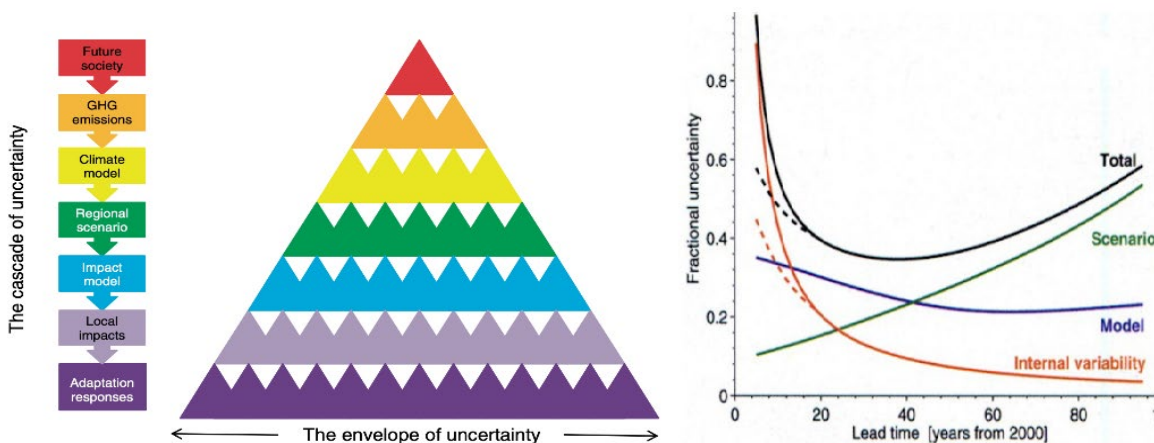 The cascade of uncertainty
Future
society
GHG
emissions
Climate
model
Regional
scenario
Impact
model
Local
impacts
Adaptation
responses
The envelope of uncertainty
Fractional uncertainty
0.8
0.6
0.4
0.2
0
0
20
40
60
80
Total
Scenario
Model
Internal variability
Lead time [years from 2000]